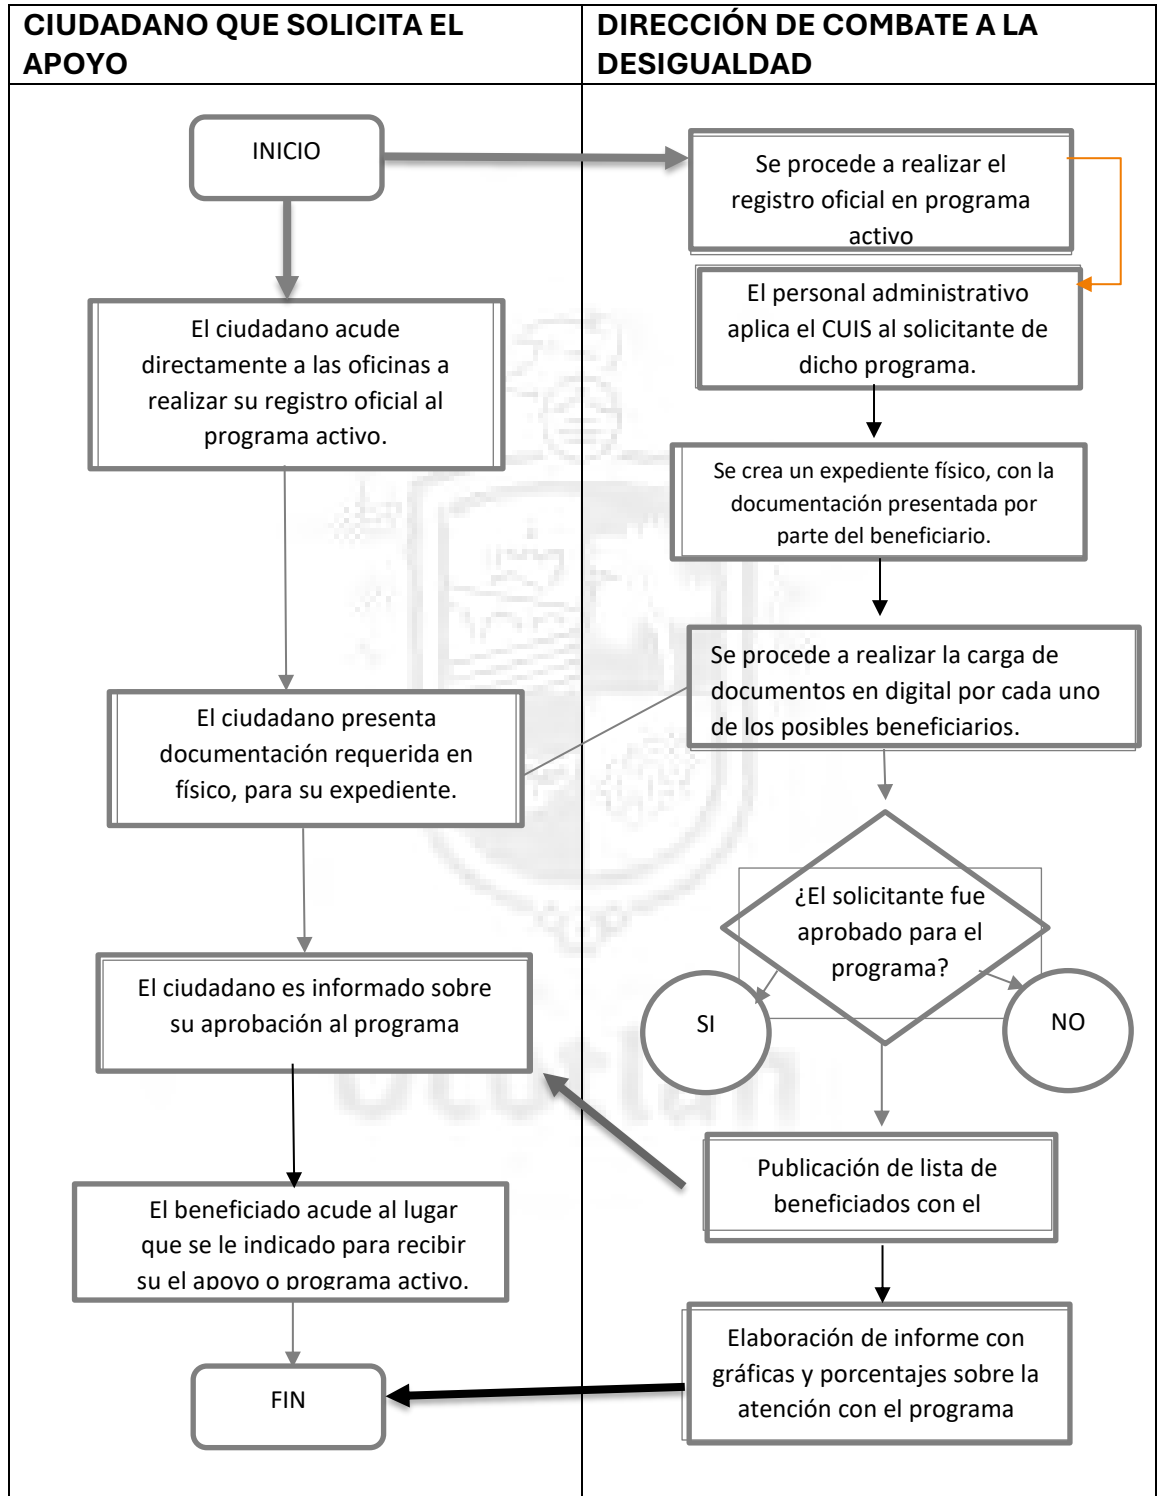 CIUDADANO QUE SOLICITA EL
APOYO
DIRECCIÓN DE COMBATE A LA
DESIGUALDAD
INICIO
El ciudadano acude
directamente a las oficinas a
realizar su registro oficial al
programa activo.
El ciudadano presenta
documentación requerida en
físico, para su expediente.
El ciudadano es informado sobre
su aprobación al programa
El beneficiado acude al lugar
que se le indicado para recibir
su el apoyo o programa activo.
FIN
Se procede a realizar el
registro oficial en programa
activo
El personal administrativo
aplica el CUIS al solicitante de
dicho programa.
Se crea un expediente físico, con la
documentación presentada por
parte del beneficiario.
Se procede a realizar la carga de
documentos en digital por cada uno
de los posibles beneficiarios.
¿El solicitante fue
aprobado para el
programa?
SI
NO
Publicación de lista de
beneficiados con el
Elaboración de informe con
gráficas y porcentajes sobre la
atención con el programa
Ocotlán